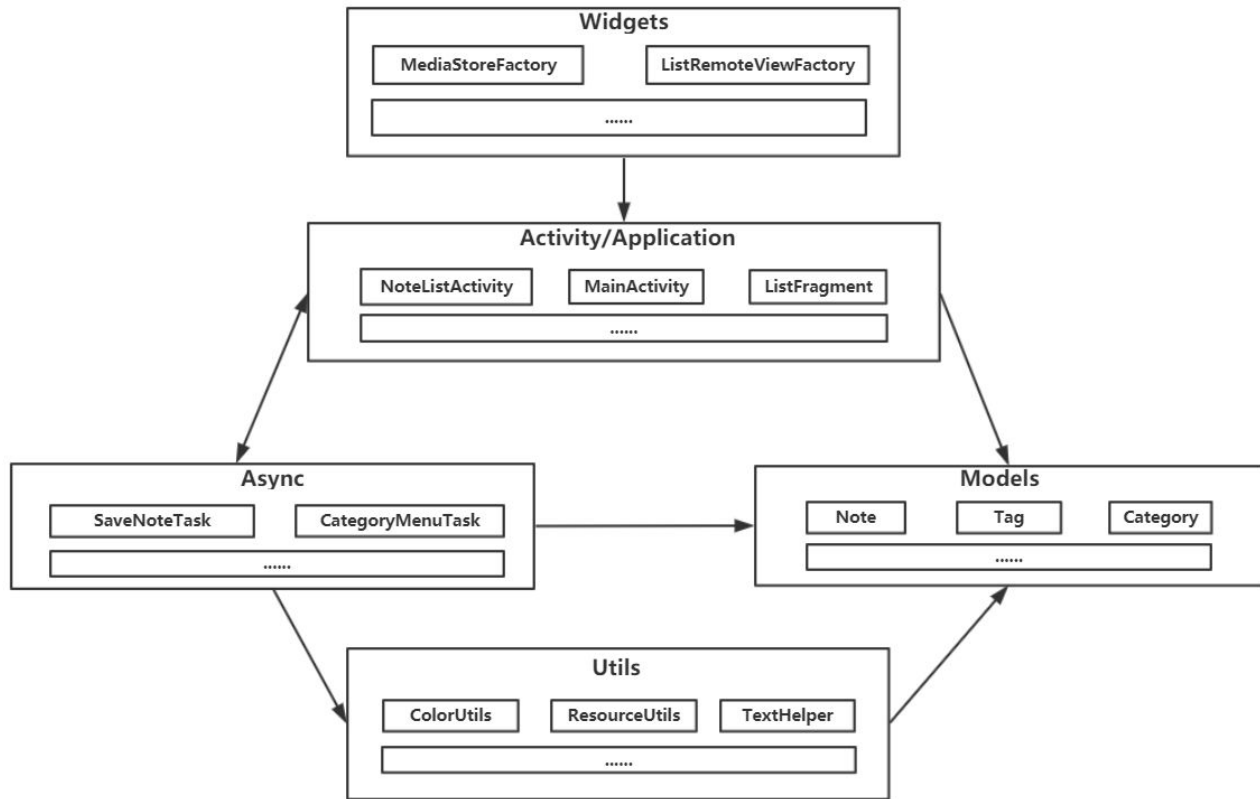 Widgets
MediaStoreFactory
ListRemoteViewFactory
......
Activity/Application
NoteListActivity
MainActivity
ListFragment
......
Async
SaveNoteTask
CategoryMenuTask
......
Models
Note
Tag
Category
......
Utils
ColorUtils
ResourceUtils
TextHelper
......